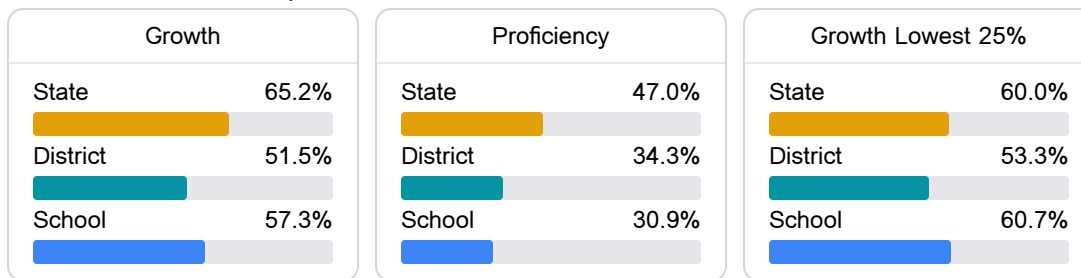 Growth
State 65.2%
District 51.5%
School 57.3%
Proficiency
State 47.0%
District 34.3%
School 30.9%
Growth Lowest 25%
State 60.0%
District 53.3%
School 60.7%